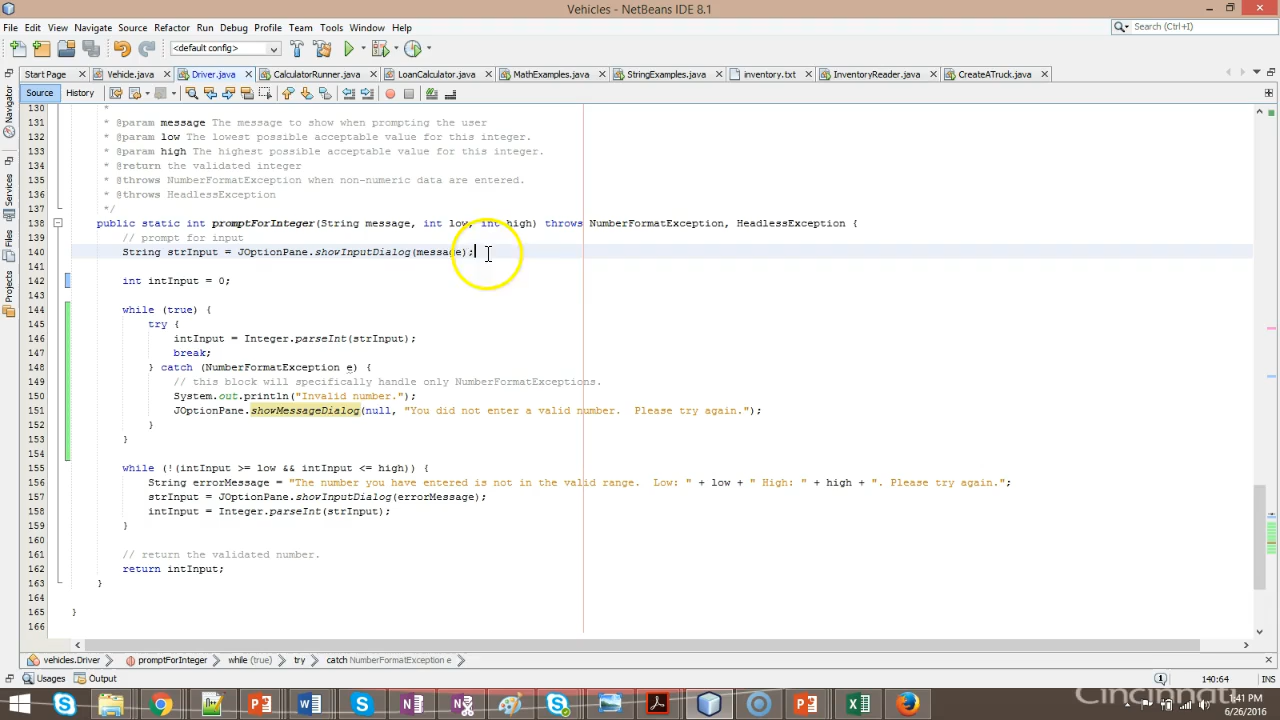 Vehicles - NetBeans IDE 8.1
File Edit View Navigate Source Refactor Run Debug Profile Team Tools Window Help
Search (Ctrl+I)
<default config>
Start Page Vehicle.java Driver.java CalculatorRunner.java LoanCalculator.java MathExamples.java StringExamples.java inventory.txt InventoryReader.java CreateATruck.java
Source History
Navigator
Services
Files
Projects
130 *
131 * @param message The message to show when prompting the user
132 * @param low The lowest possible acceptable value for this integer.
133 * @param high The highest possible acceptable value for this integer.
134 * @return the validated integer
135 * @throws NumberFormatException when non-numeric data are entered.
136 * @throws HeadlessException
137 */
138 public static int promptForInteger(String message, int low, int high) throws NumberFormatException, HeadlessException {
139 // prompt for input
140 String strInput = JOptionPane.showInputDialog(message);
141
142 int intInput = 0;
143
144 while (true) {
145 try {
146 intInput = Integer.parseInt(strInput);
147 break;
148 } catch (NumberFormatException e) {
149 // this block will specifically handle only NumberFormatExceptions.
150 System.out.println("Invalid number.");
151 JOptionPane.showMessageDialog(null, "You did not enter a valid number.  Please try again.");
152 }
153 }
154
155 while (!(intInput >= low && intInput <= high)) {
156 String errorMessage = "The number you have entered is not in the valid range.  Low: " + low + " High: " + high + ". Please try again.";
157 strInput = JOptionPane.showInputDialog(errorMessage);
158 intInput = Integer.parseInt(strInput);
159 }
160
161 // return the validated number.
162 return intInput;
163 }
164
165 }
166
vehicles.Driver promptForInteger while (true) try catch NumberFormatException e
Usages Output 1 140:64 INS
Cincinnati
1:41 PM
6/26/2016